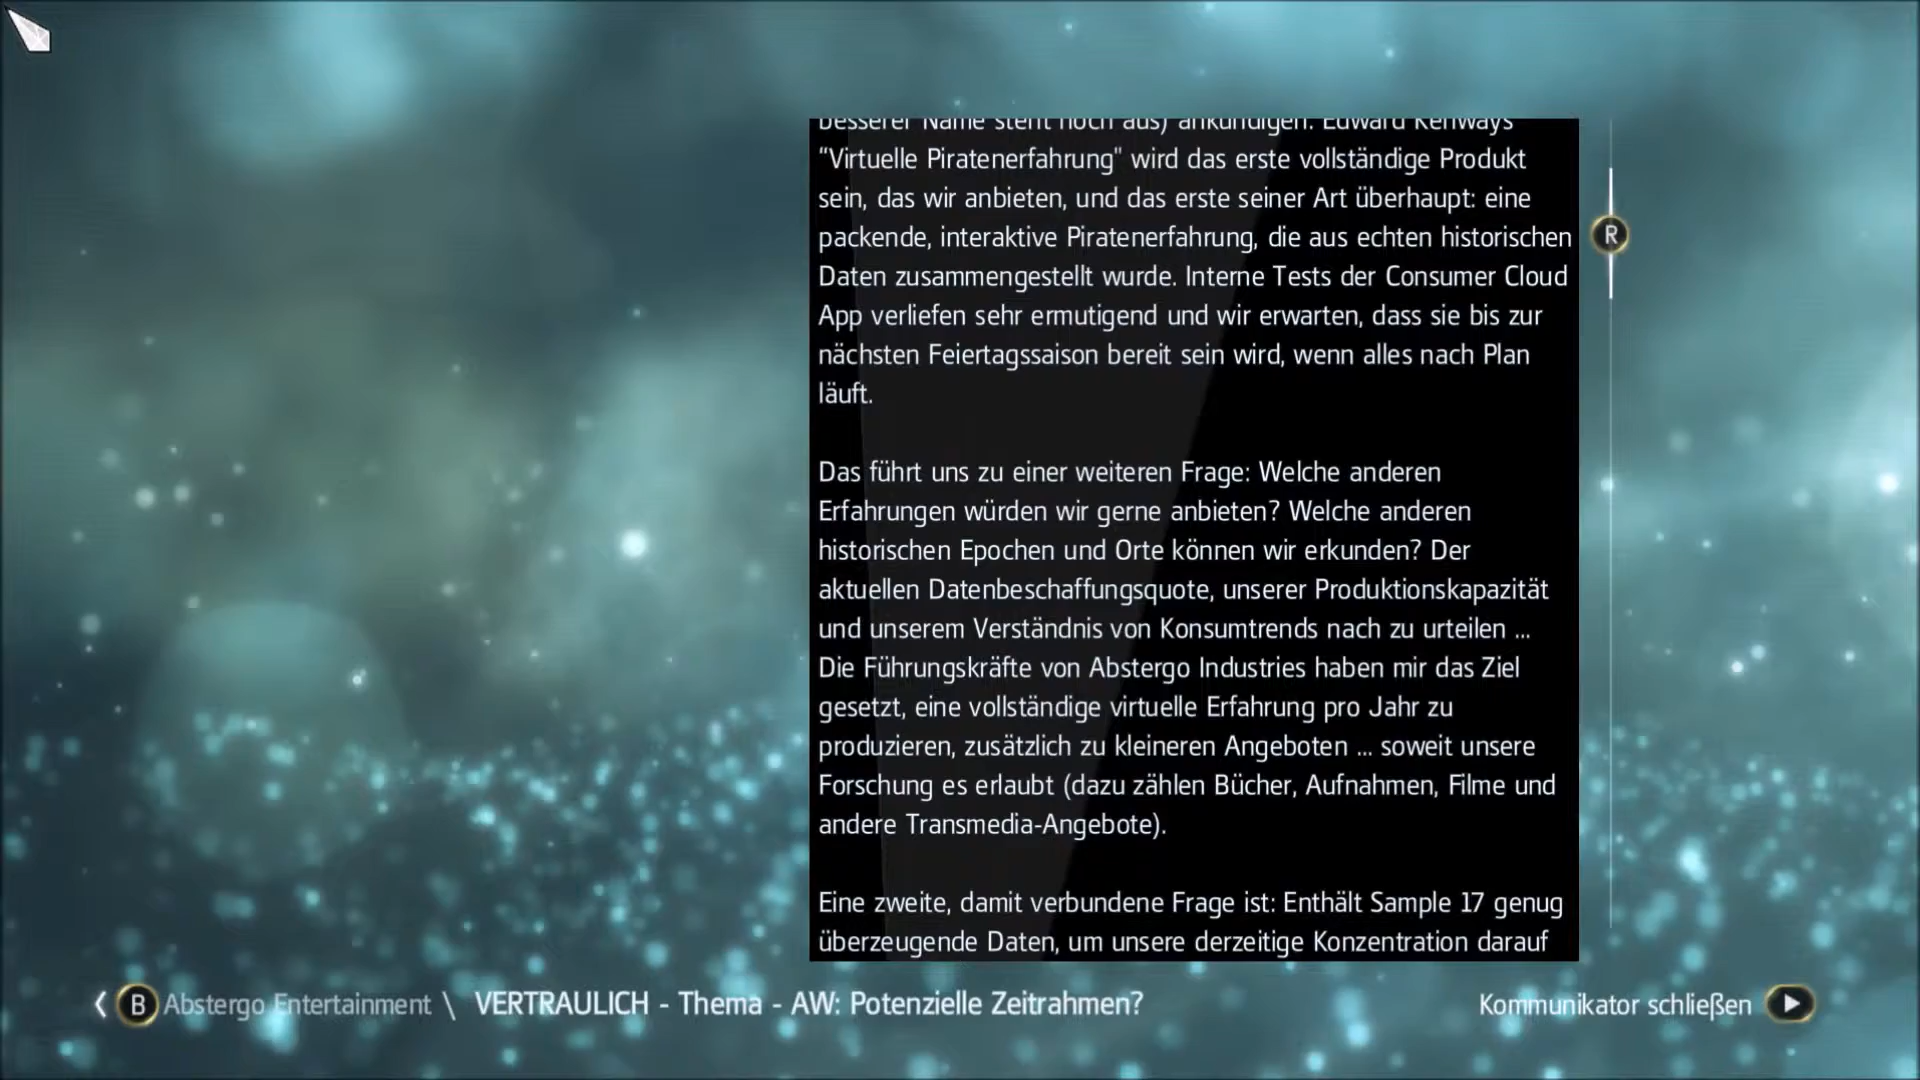 besserer Name steht noch aus) ankündigen. Edward Kenways
“Virtuelle Piratenerfahrung" wird das erste vollständige Produkt
sein, das wir anbieten, und das erste seiner Art überhaupt: eine
packende, interaktive Piratenerfahrung, die aus echten historischen
Daten zusammengestellt wurde. Interne Tests der Consumer Cloud
App verliefen sehr ermutigend und wir erwarten, dass sie bis zur
nächsten Feiertagssaison bereit sein wird, wenn alles nach Plan
läuft.
Das führt uns zu einer weiteren Frage: Welche anderen
Erfahrungen würden wir gerne anbieten? Welche anderen
historischen Epochen und Orte können wir erkunden? Der
aktuellen Datenbeschaffungsquote, unserer Produktionskapazität
und unserem Verständnis von Konsumtrends nach zu urteilen ...
Die Führungskräfte von Abstergo Industries haben mir das Ziel
gesetzt, eine vollständige virtuelle Erfahrung pro Jahr zu
produzieren, zusätzlich zu kleineren Angeboten ... soweit unsere
Forschung es erlaubt (dazu zählen Bücher, Aufnahmen, Filme und
andere Transmedia-Angebote).
Eine zweite, damit verbundene Frage ist: Enthält Sample 17 genug
überzeugende Daten, um unsere derzeitige Konzentration darauf
R
B Abstergo Entertainment \ VERTRAULICH - Thema - AW: Potenzielle Zeitrahmen?
Kommunikator schließen